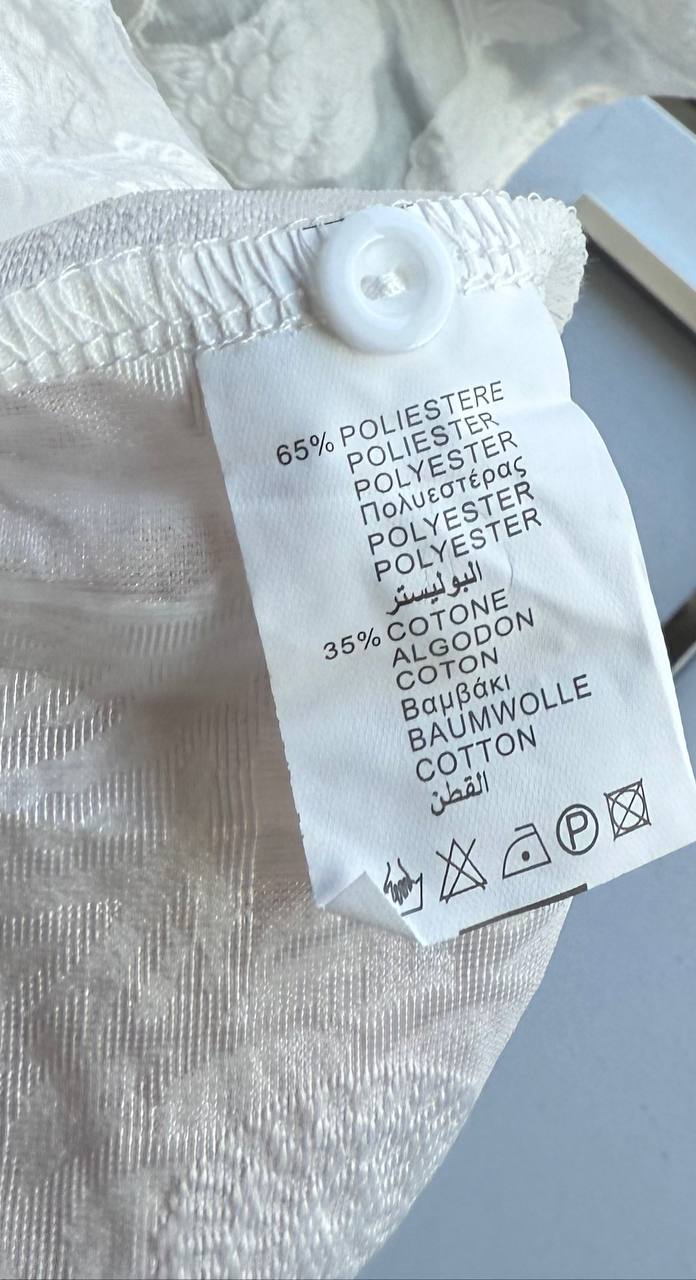 65% POLIESTERE
POLIESTER
POLYESTER
Πολυεστέρας
POLYESTER
POLYESTER
البوليستر
35% COTONE
ALGODON
COTON
Βαμβάκι
BAUMWOLLE
COTTON
القطن
P